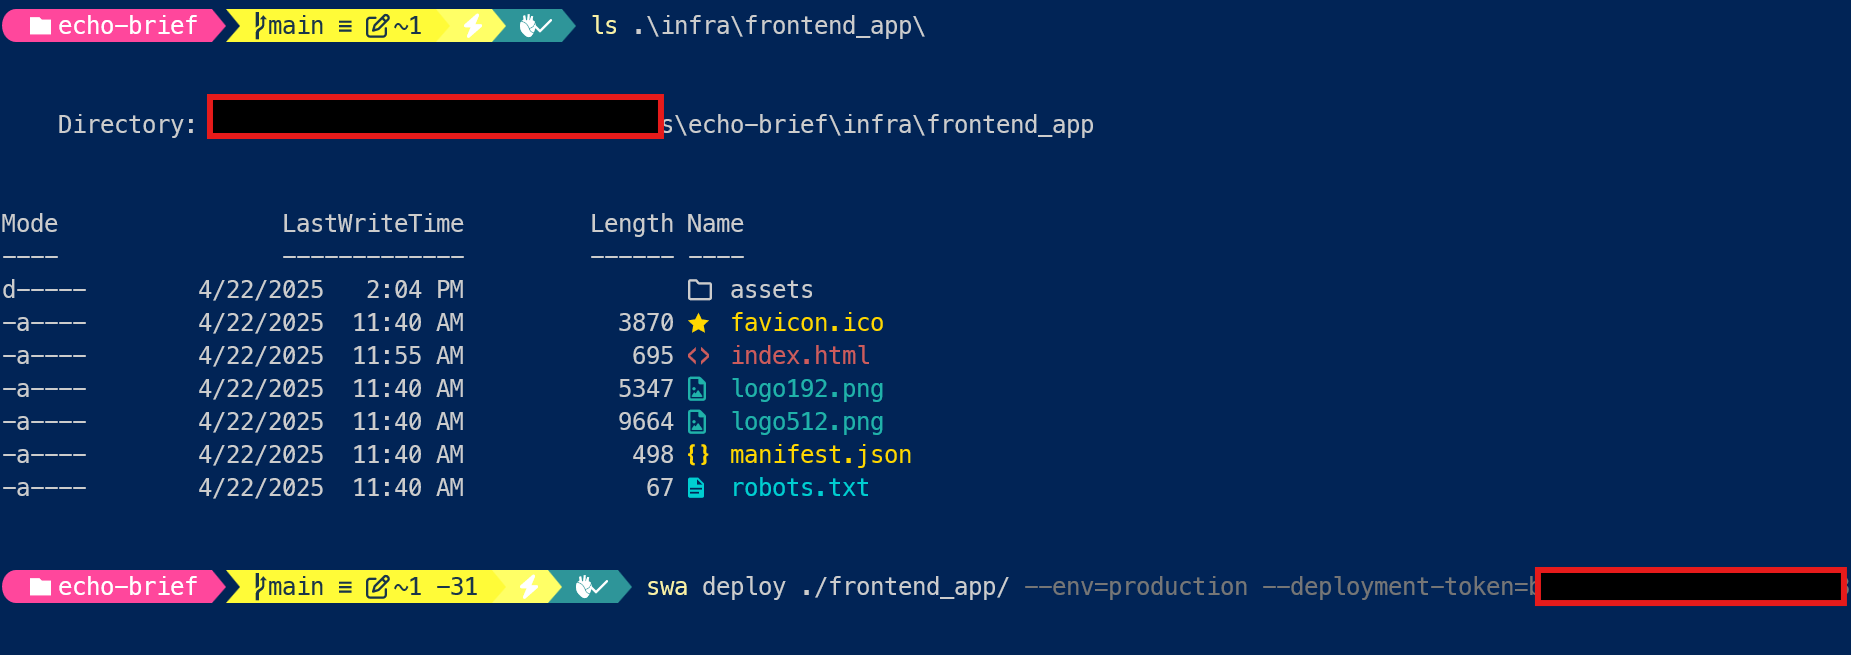 echo-brief main ≡ ~1 ls .\infra\frontend_app\
Directory: s\echo-brief\infra\frontend_app
Mode LastWriteTime Length Name
---- ------------- ------ ----
d----- 4/22/2025 2:04 PM assets
-a---- 4/22/2025 11:40 AM 3870 favicon.ico
-a---- 4/22/2025 11:55 AM 695 index.html
-a---- 4/22/2025 11:40 AM 5347 logo192.png
-a---- 4/22/2025 11:40 AM 9664 logo512.png
-a---- 4/22/2025 11:40 AM 498 manifest.json
-a---- 4/22/2025 11:40 AM 67 robots.txt
echo-brief main ≡ ~1 -31 swa deploy ./frontend_app/ --env=production --deployment-token=